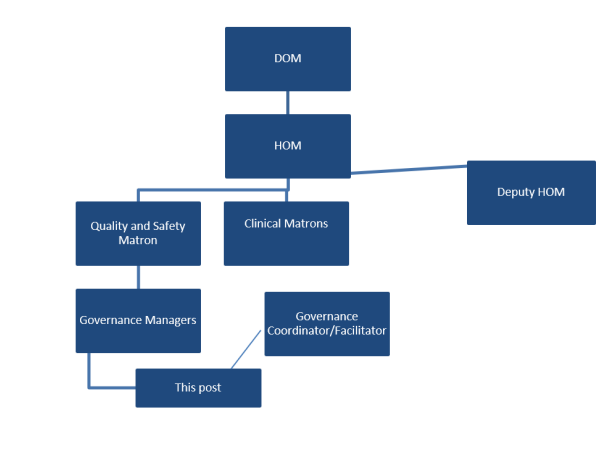 DOM
HOM
Deputy HOM
Quality and Safety
Matron
Clinical Matrons
Governance Managers
Governance
Coordinator/Facilitator
This post